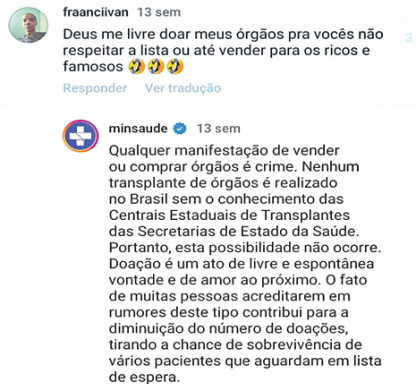 fraanciivan 13 sem
Deus me livre doar meus órgãos pra vocês não
respeitar a lista ou até vender para os ricos e
famosos 🤣🤣🤣
3
Responder Ver tradução
minsaude 13 sem
Qualquer manifestação de vender
ou comprar órgãos é crime. Nenhum
transplante de órgãos é realizado
no Brasil sem o conhecimento das
Centrais Estaduais de Transplantes
das Secretarias de Estado da Saúde.
Portanto, esta possibilidade não ocorre.
Doação é um ato de livre e espontânea
vontade e de amor ao próximo. O fato
de muitas pessoas acreditarem em
rumores deste tipo contribui para a
diminuição do número de doações,
tirando a chance de sobrevivência de
vários pacientes que aguardam em lista
de espera.